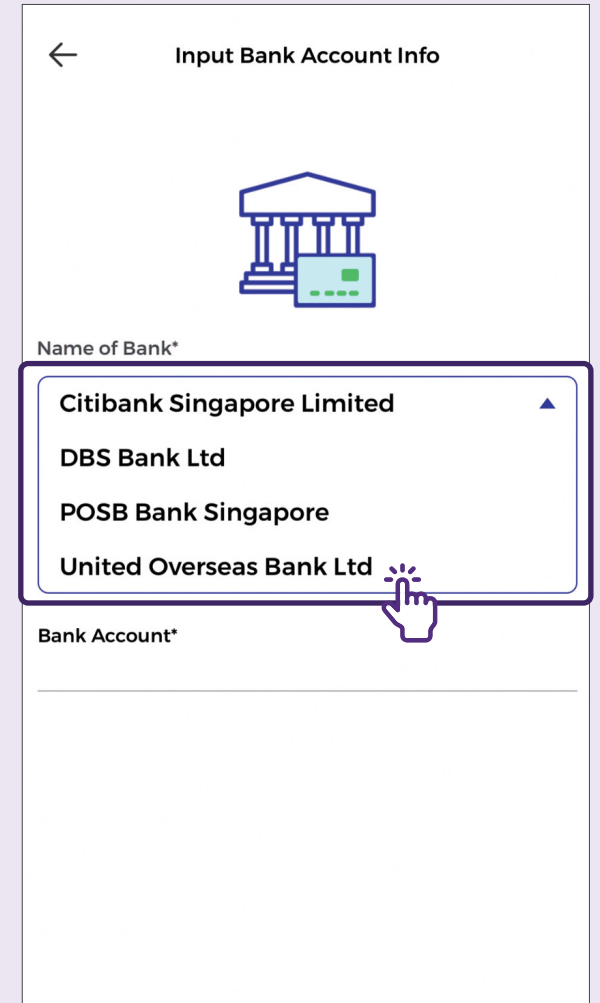 Input Bank Account Info
Name of Bank*
Citibank Singapore Limited
DBS Bank Ltd
POSB Bank Singapore
United Overseas Bank Ltd
Bank Account*